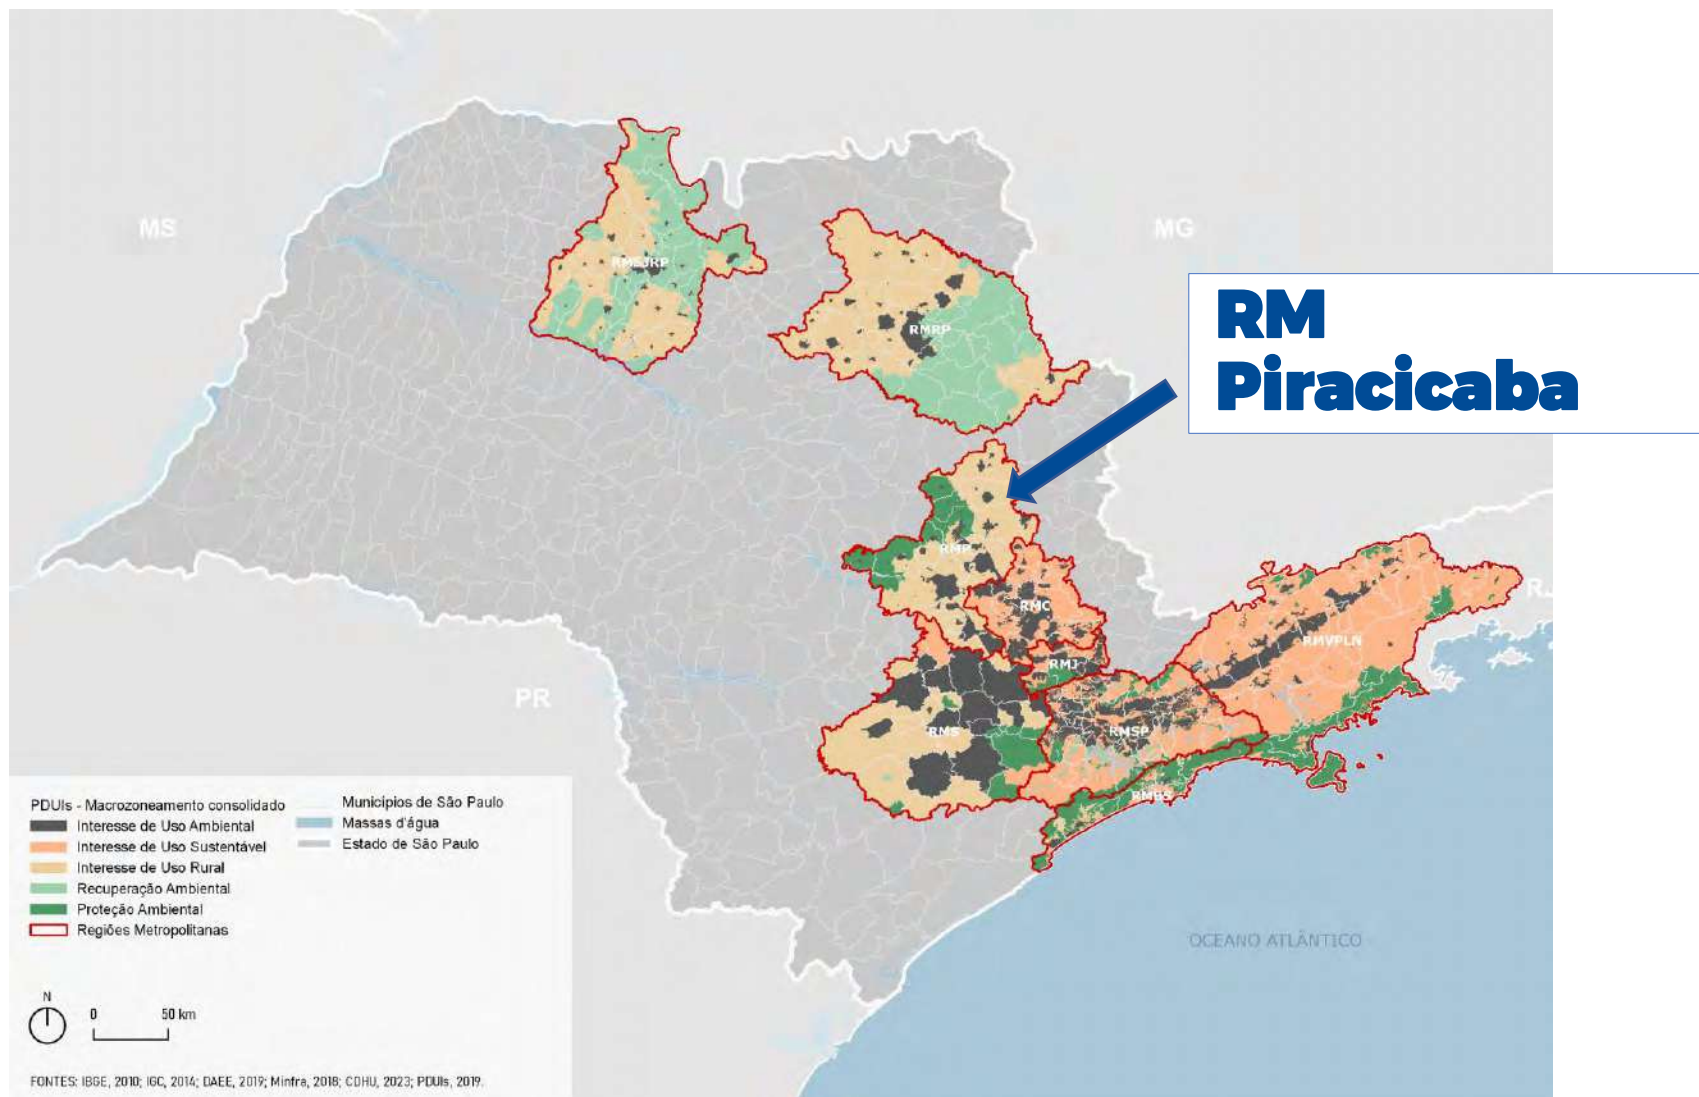 MS
MG
RMSJRP
RMRP
RM
Piracicaba
RMP
RMC
RMJ
RMVPLN
RMS
RMSP
RMBS
PR
RJ
OCEANO ATLÂNTICO
PDUIs - Macrozoneamento consolidado
Interesse de Uso Ambiental
Interesse de Uso Sustentável
Interesse de Uso Rural
Recuperação Ambiental
Proteção Ambiental
Regiões Metropolitanas
Municípios de São Paulo
Massas d'água
Estado de São Paulo
N
0 50 km
FONTES: IBGE, 2010; IGC, 2014; DAEE, 2019; Minfra, 2018; CDHU, 2023; PDUIs, 2019.